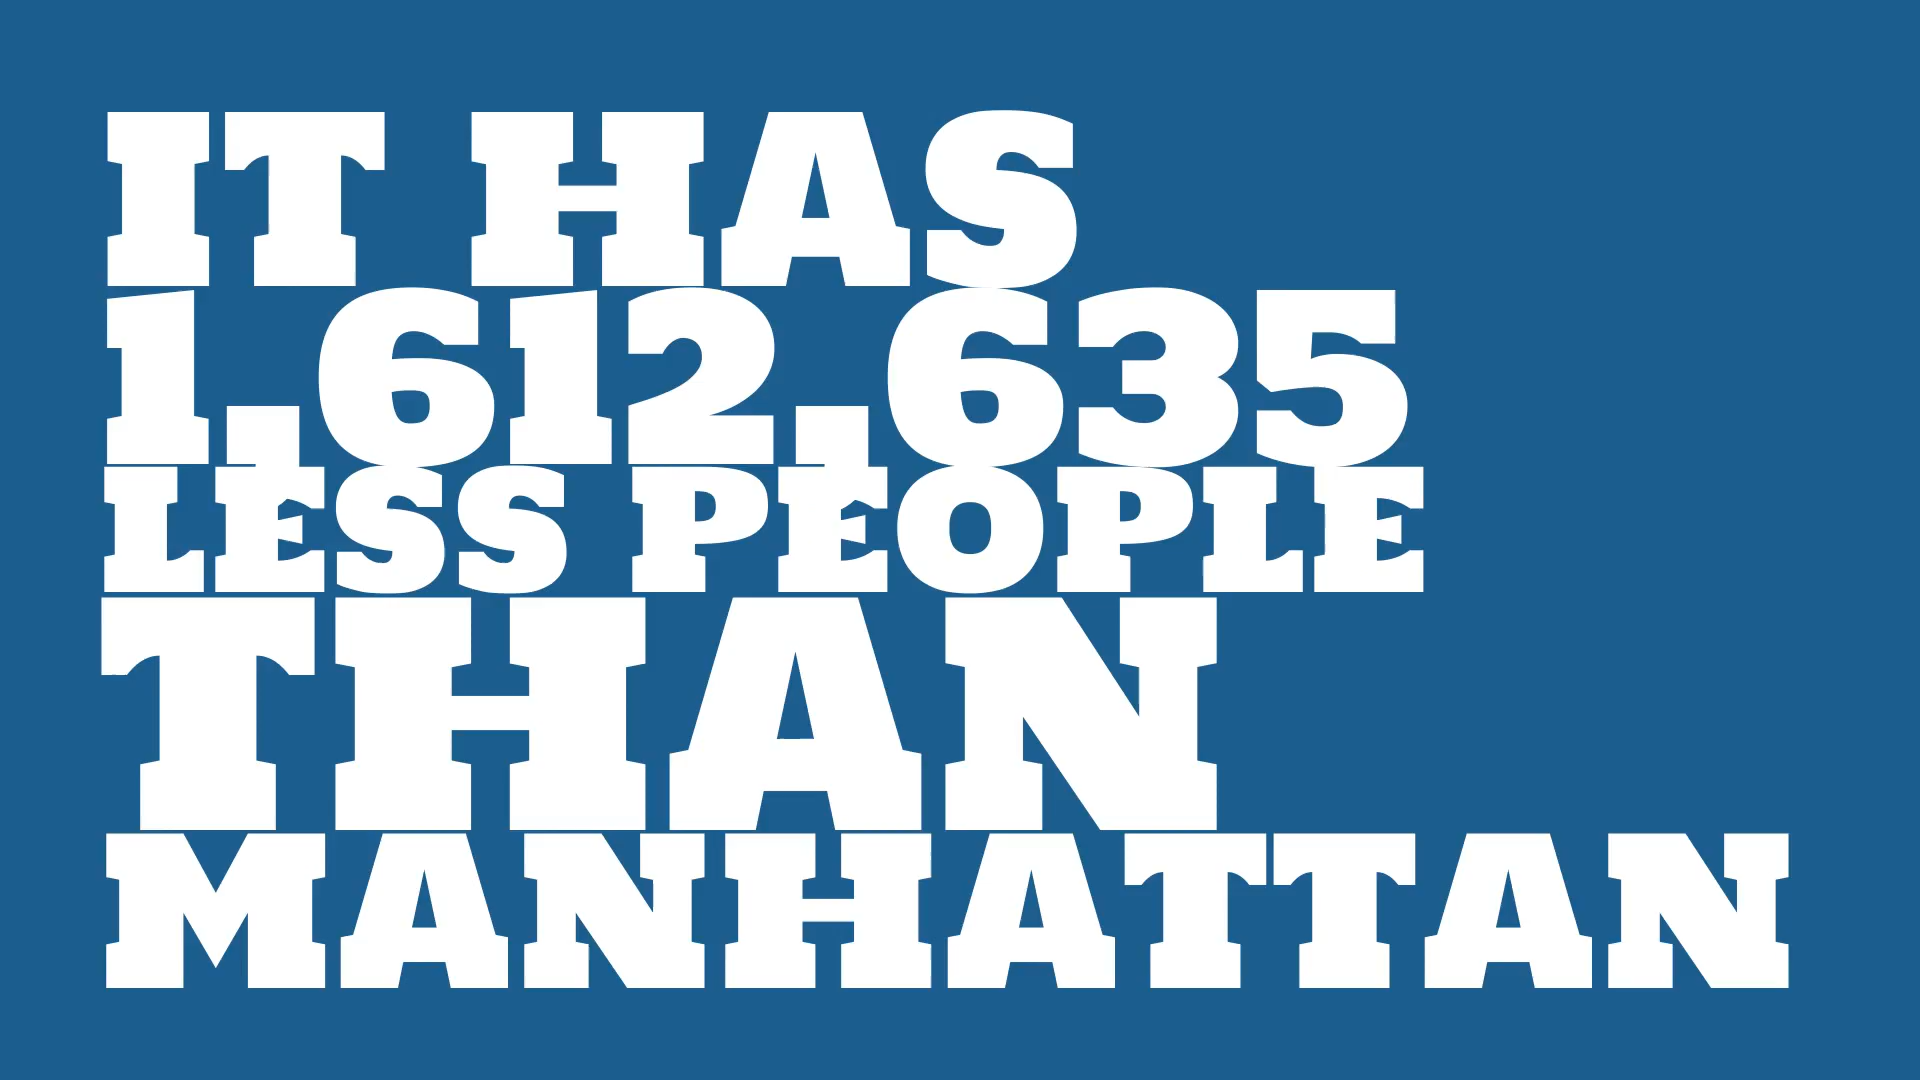 IT HAS
1,612,635
LESS PEOPLE
THAN
MANHATTAN